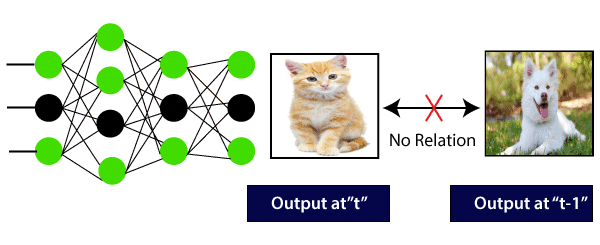 No Relation
Output at"t"
Output at "t-1"